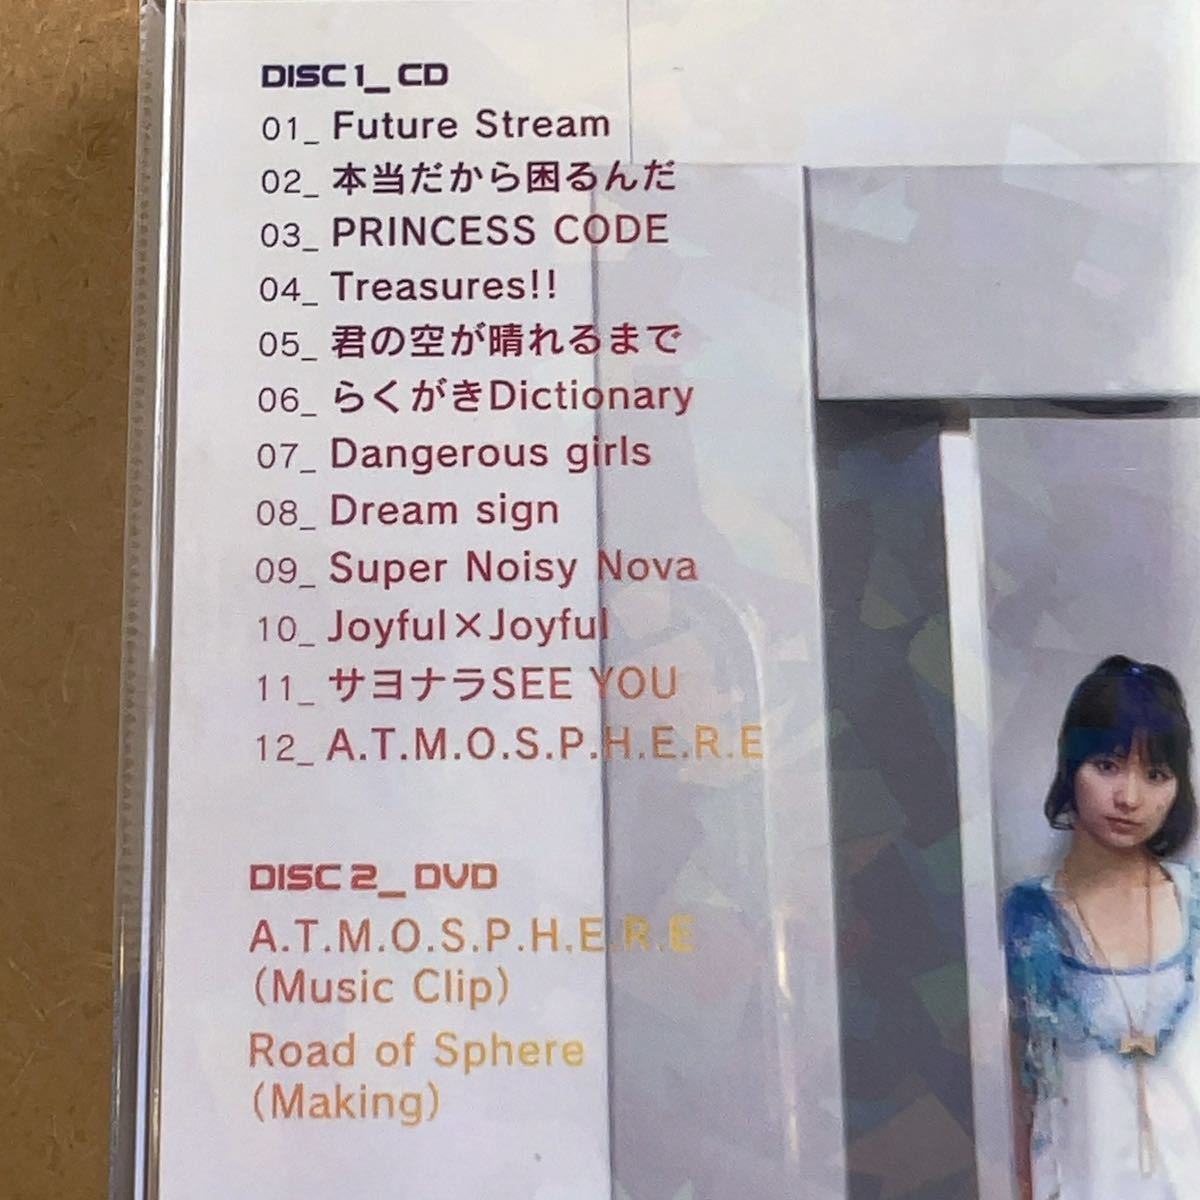 DISC 1_ CD
01_ Future Stream
02_ 本当だから困るんだ
03_ PRINCESS CODE
04_ Treasures!!
05_ 君の空が晴れるまで
06_ らくがきDictionary
07_ Dangerous girls
08_ Dream sign
09_ Super Noisy Nova
10_ Joyful×Joyful
11_ サヨナラSEE YOU
12_ A.T.M.O.S.P.H.E.R.E
DISC 2_ DVD
A.T.M.O.S.P.H.E.R.E
(Music Clip)
Road of Sphere
(Making)